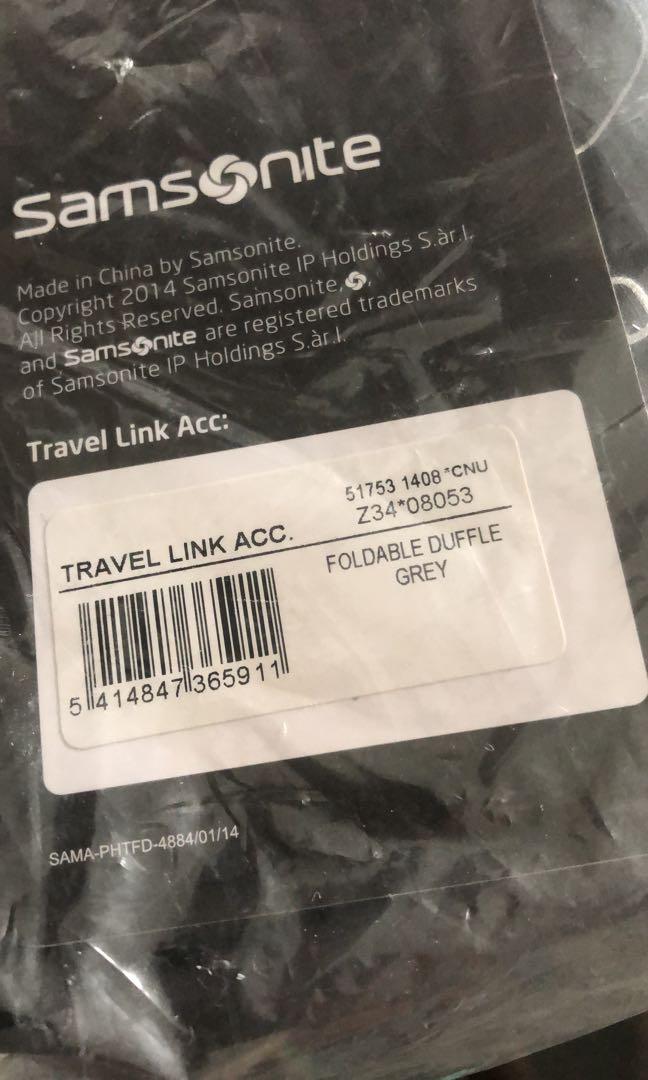 Samsonite
Made in China by Samsonite.
Copyright 2014 Samsonite IP Holdings S.àr.l.
All Rights Reserved. Samsonite,
and Samsonite are registered trademarks
of Samsonite IP Holdings S.àr.l.
Travel Link Acc:
51753 1408*CNU
TRAVEL LINK ACC. Z34*08053
FOLDABLE DUFFLE
GREY
5 414847 365911
SAMA-PHTFD-4884/01/14